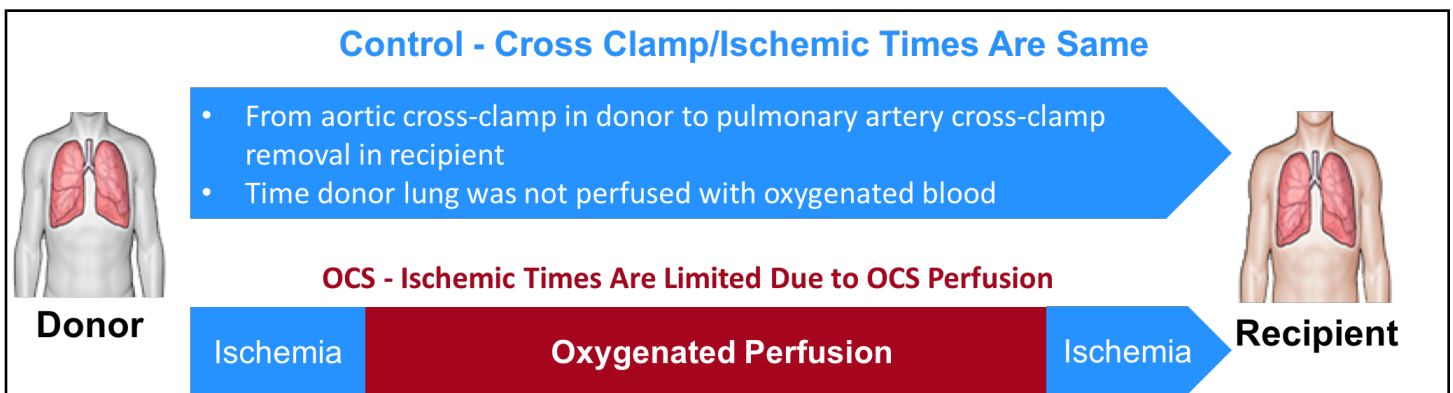 Control - Cross Clamp/Ischemic Times Are Same
• From aortic cross-clamp in donor to pulmonary artery cross-clamp
removal in recipient
• Time donor lung was not perfused with oxygenated blood
OCS - Ischemic Times Are Limited Due to OCS Perfusion
Donor
Recipient
Ischemia
Oxygenated Perfusion
Ischemia